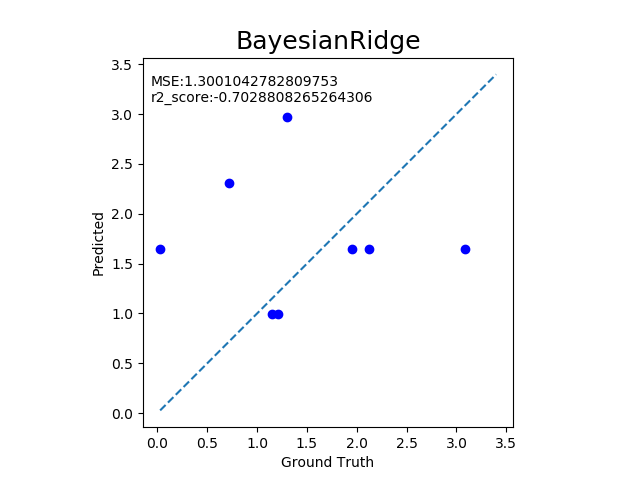 BayesianRidge
MSE:1.3001042782809753
r2_score:-0.7028808265264306
3.5
3.0
2.5
2.0
1.5
1.0
0.5
0.0
Predicted
0.0 0.5 1.0 1.5 2.0 2.5 3.0 3.5
Ground Truth